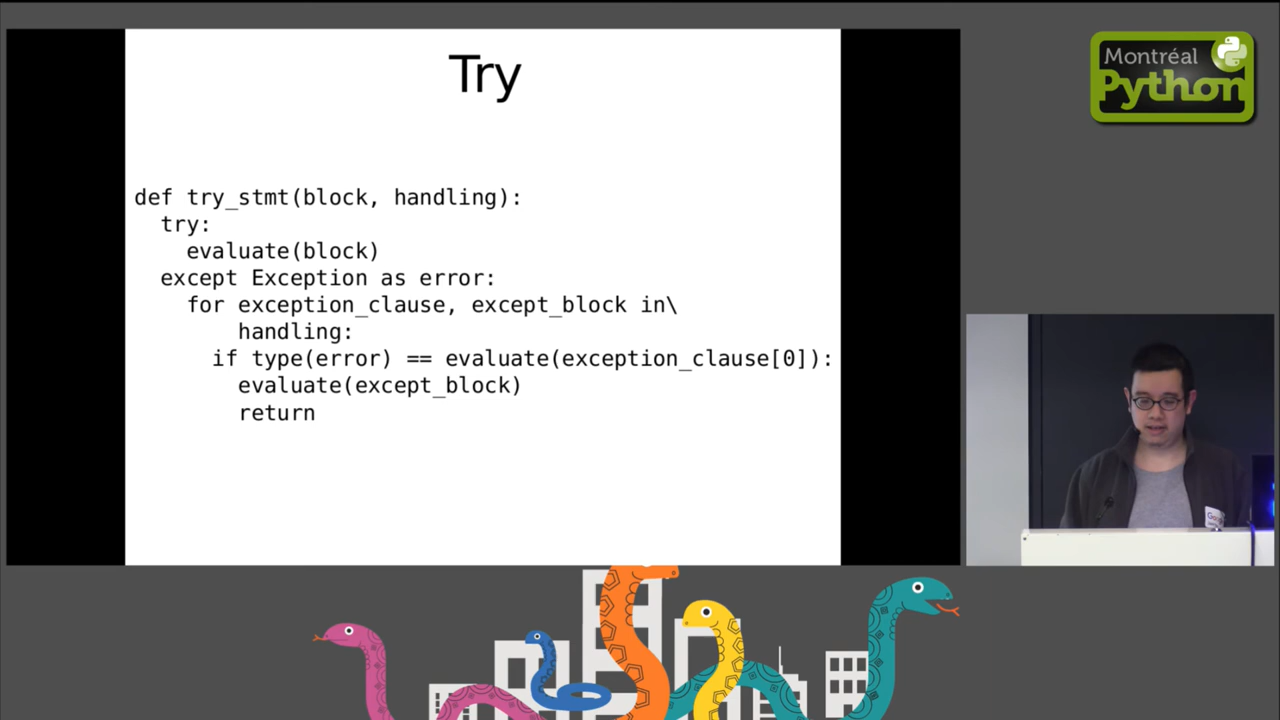 Try
def try_stmt(block, handling):
try:
evaluate(block)
except Exception as error:
for exception_clause, except_block in\
handling:
if type(error) == evaluate(exception_clause[0]):
evaluate(except_block)
return
Montréal
Python